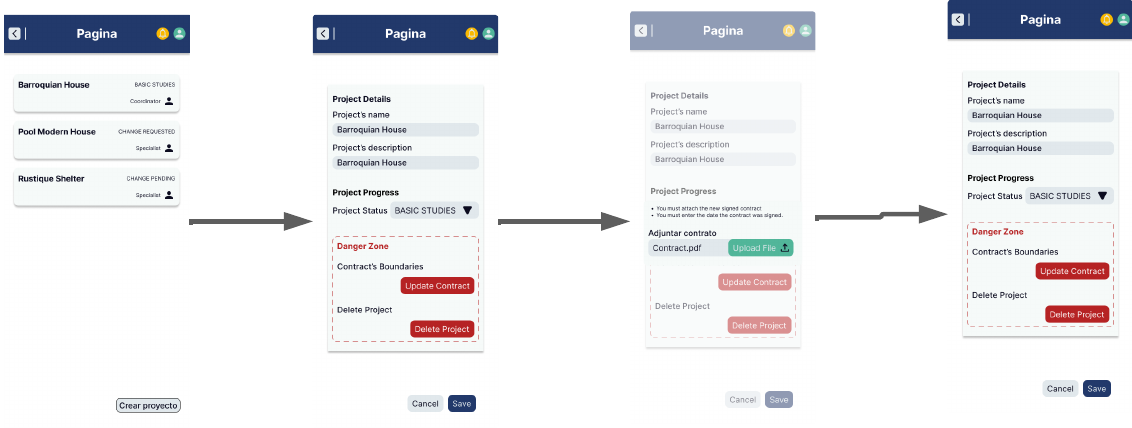 Pagina
Barroquian House
BASIC STUDIES
Coordinator
Pool Modern House
CHANGE REQUESTED
Specialist
Rustique Shelter
CHANGE PENDING
Specialist
Crear proyecto
Pagina
Project Details
Project's name
Barroquian House
Project's description
Barroquian House
Project Progress
Project Status BASIC STUDIES
Danger Zone
Contract's Boundaries
Update Contract
Delete Project
Delete Project
Cancel Save
Pagina
Project Details
Project's name
Barroquian House
Project's description
Barroquian House
Project Progress
• You must attach the new signed contract
• You must enter the date the contract was signed.
Adjuntar contrato
Contract.pdf Upload File
Update Contract
Delete Project
Delete Project
Cancel Save
Pagina
Project Details
Project's name
Barroquian House
Project's description
Barroquian House
Project Progress
Project Status BASIC STUDIES
Danger Zone
Contract's Boundaries
Update Contract
Delete Project
Delete Project
Cancel Save